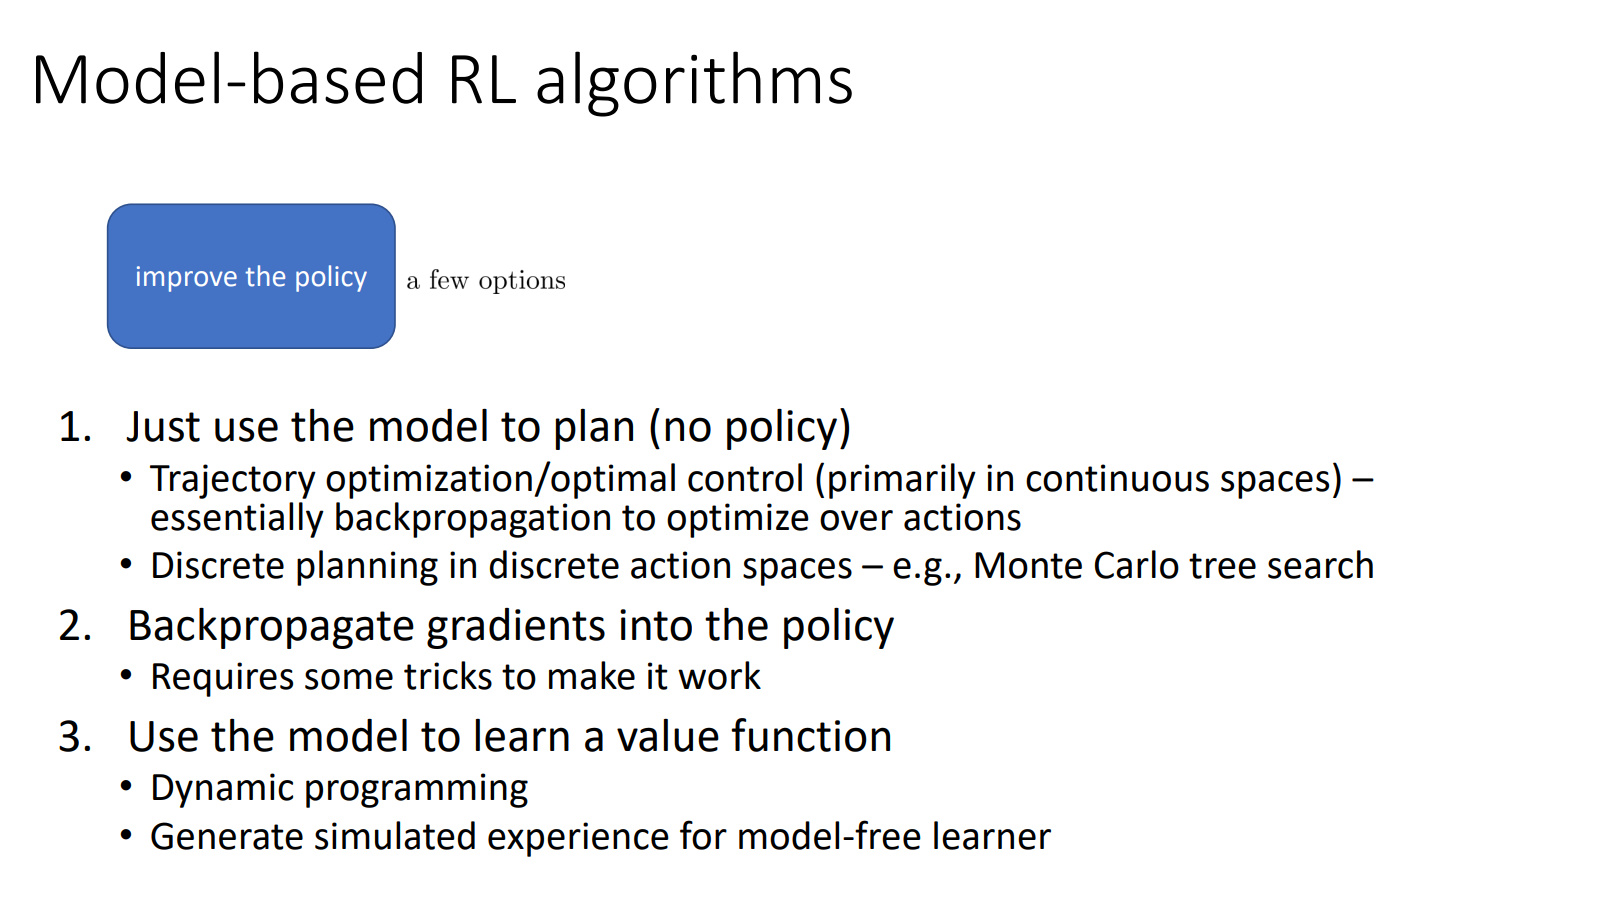 Model-based RL algorithms
improve the policy
a few options
1. Just use the model to plan (no policy)
• Trajectory optimization/optimal control (primarily in continuous spaces) –
essentially backpropagation to optimize over actions
• Discrete planning in discrete action spaces – e.g., Monte Carlo tree search
2. Backpropagate gradients into the policy
• Requires some tricks to make it work
3. Use the model to learn a value function
• Dynamic programming
• Generate simulated experience for model-free learner